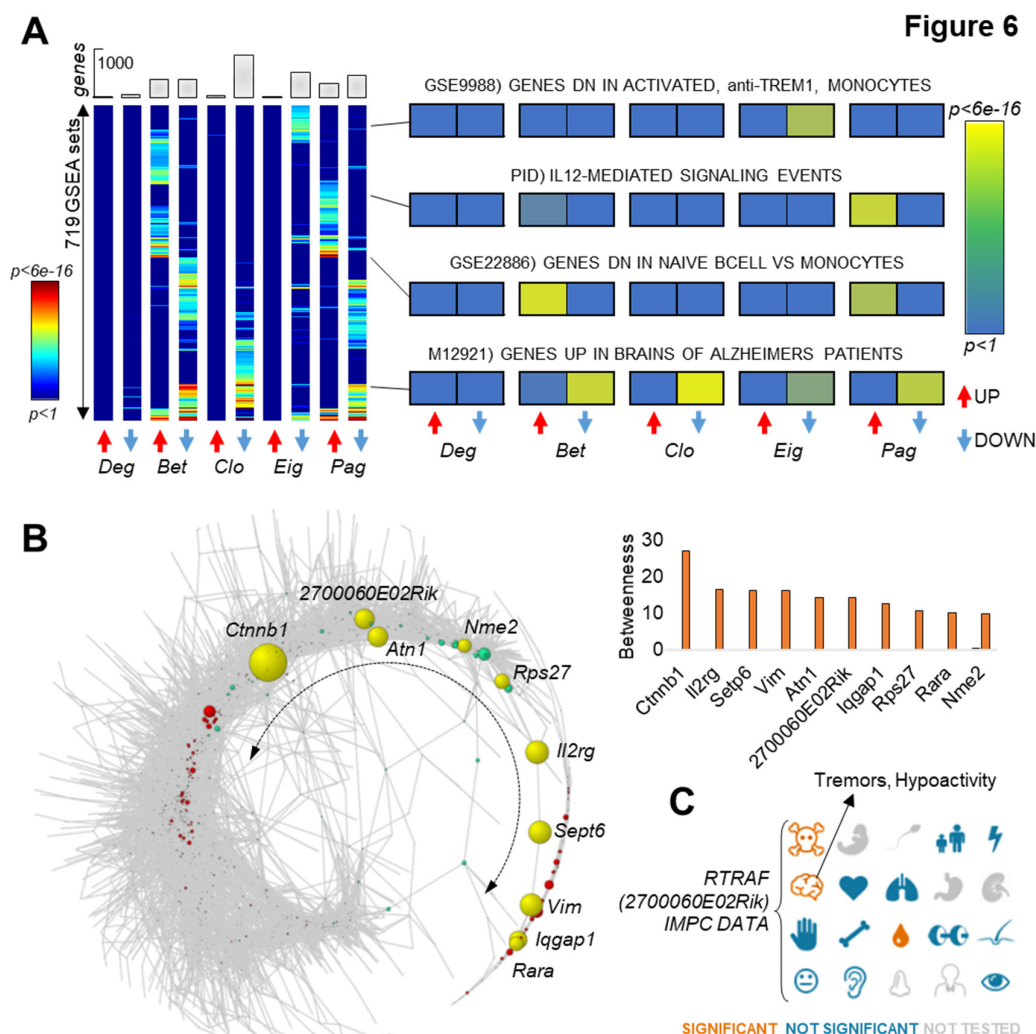 Figure 6
A
genes
1000
719 GSEA sets
p<6e-16
p<1
Deg
Bet
Clo
Eig
Pag
GSE9988) GENES DN IN ACTIVATED, anti-TREM1, MONOCYTES
PID) IL12-MEDIATED SIGNALING EVENTS
GSE22886) GENES DN IN NAIVE BCELL VS MONOCYTES
M12921) GENES UP IN BRAINS OF ALZHEIMERS PATIENTS
Deg
Bet
Clo
Eig
Pag
p<6e-16
p<1
UP
DOWN
B
2700060E02Rik
Ctnnb1
Atn1
Nme2
Rps27
Il2rg
Sept6
Vim
Iqgap1
Rara
Betweennesss
30
20
10
0
Ctnnb1
Il2rg
Setp6
Vim
Atn1
2700060E02Rik
Iqgap1
Rps27
Rara
Nme2
C
Tremors, Hypoactivity
RTRAF
(2700060E02Rik)
IMPC DATA
SIGNIFICANT NOT SIGNIFICANT NOT TESTED